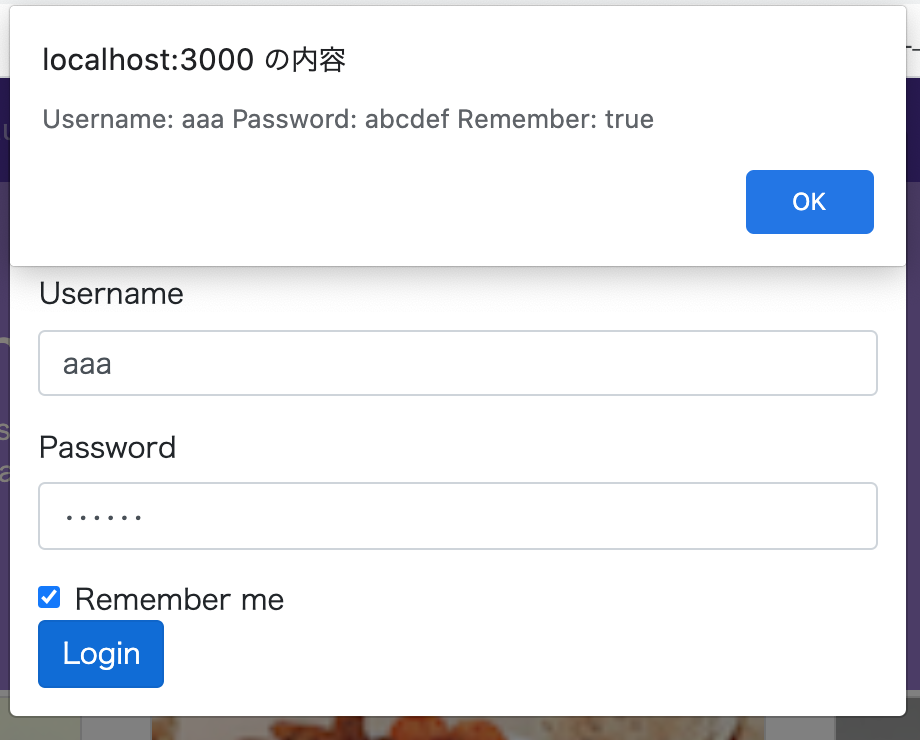 localhost:3000 の内容
Username: aaa Password: abcdef Remember: true
OK
Username
aaa
Password
······
Remember me
Login